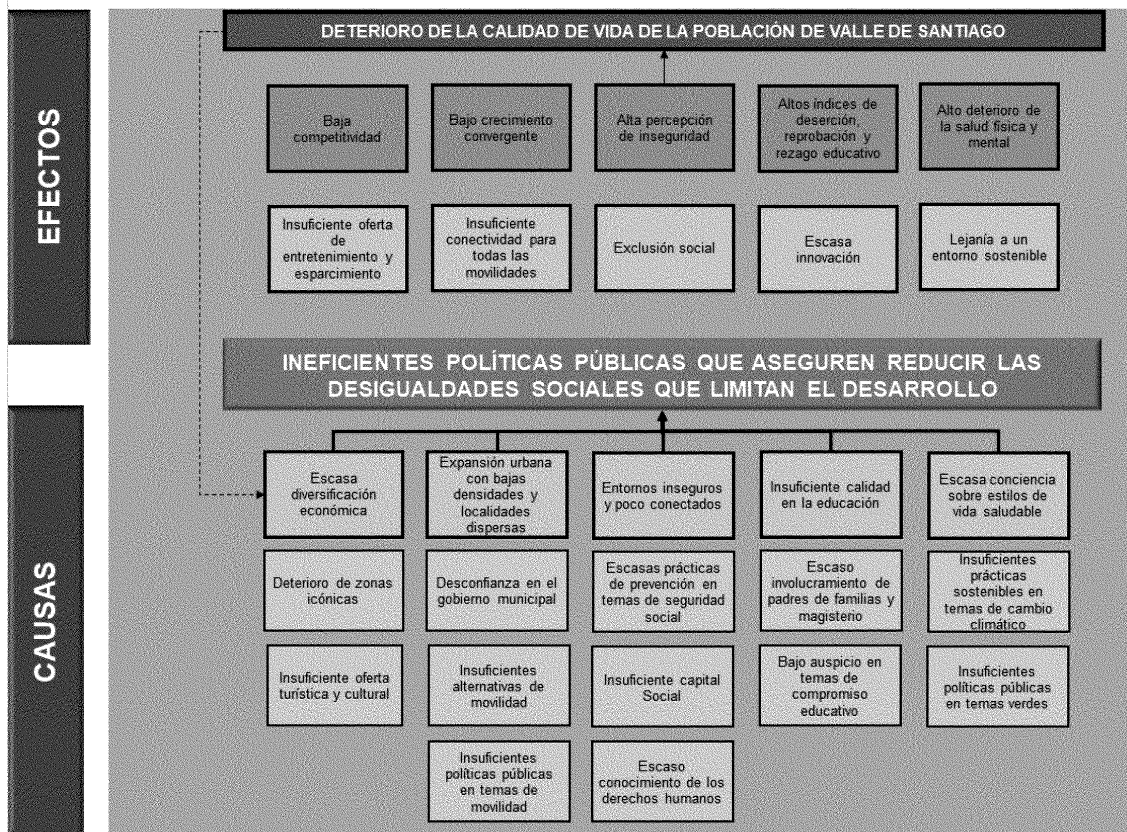 EFECTOS
DETERIORO DE LA CALIDAD DE VIDA DE LA POBLACIÓN DE VALLE DE SANTIAGO
Baja
competitividad
Bajo crecimiento
convergente
Alta percepción
de inseguridad
Altos índices de
deserción,
reprobación y
rezago educativo
Alto deterioro de
la salud física y
mental
Insuficiente oferta
de
entretenimiento y
esparcimiento
Insuficiente
conectividad para
todas las
movilidades
Exclusión social
Escasa
innovación
Lejanía a un
entorno sostenible
INEFICIENTES POLÍTICAS PÚBLICAS QUE ASEGUREN REDUCIR LAS
DESIGUALDADES SOCIALES QUE LIMITAN EL DESARROLLO
CAUSAS
Escasa
diversificación
económica
Expansión urbana
con bajas
densidades y
localidades
dispersas
Entornos inseguros
y poco conectados
Insuficiente calidad
en la educación
Escasa conciencia
sobre estilos de
vida saludable
Deterioro de zonas
icónicas
Desconfianza en el
gobierno municipal
Escasas prácticas
de prevención en
temas de seguridad
social
Escaso
involucramiento de
padres de familias y
magisterio
Insuficientes
prácticas
sostenibles en
temas de cambio
climático
Insuficiente oferta
turística y cultural
Insuficientes
alternativas de
movilidad
Insuficiente capital
Social
Bajo auspicio en
temas de
compromiso
educativo
Insuficientes
políticas públicas
en temas verdes
Insuficientes
políticas públicas
en temas de
movilidad
Escaso
conocimiento de los
derechos humanos